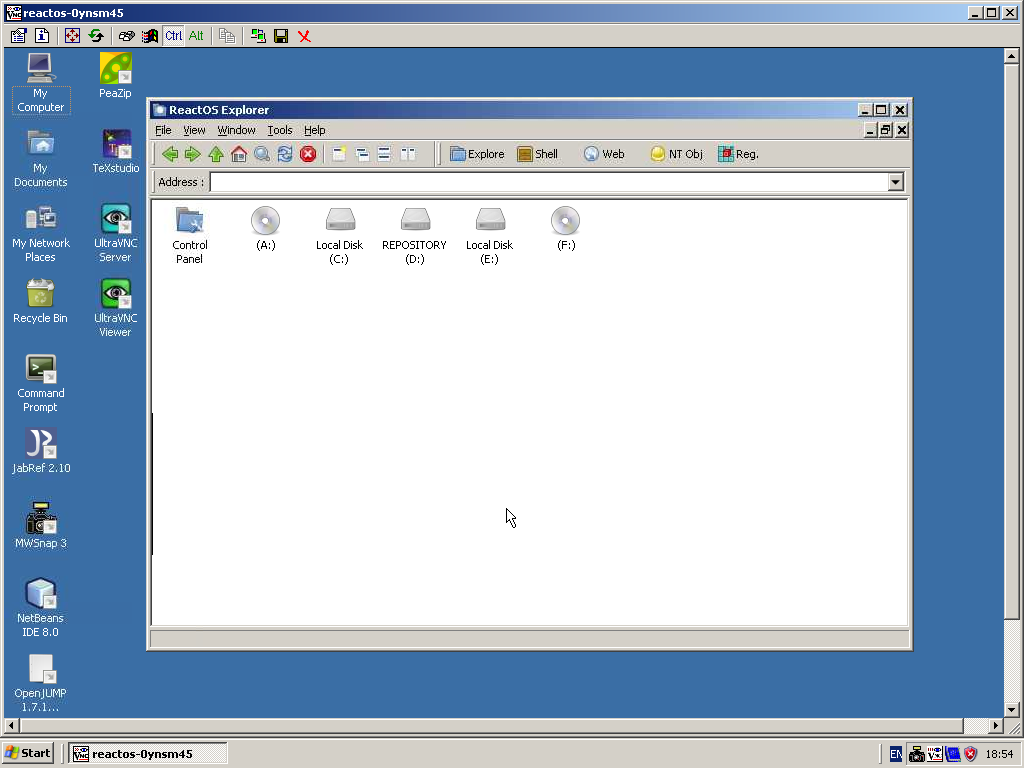 reactos-0ynsm45
Ctrl Alt
My
Computer
PeaZip
My
Documents
TeXstudio
My Network
Places
UltraVNC
Server
Recycle Bin
UltraVNC
Viewer
Command
Prompt
JabRef 2.10
MWSnap 3
NetBeans
IDE 8.0
OpenJUMP
1.7.1...
ReactOS Explorer
File View Window Tools Help
Explore Shell Web NT Obj Reg.
Address :
Control
Panel
(A:)
Local Disk
(C:)
REPOSITORY
(D:)
Local Disk
(E:)
(F:)
Start reactos-0ynsm45 EN 18:54